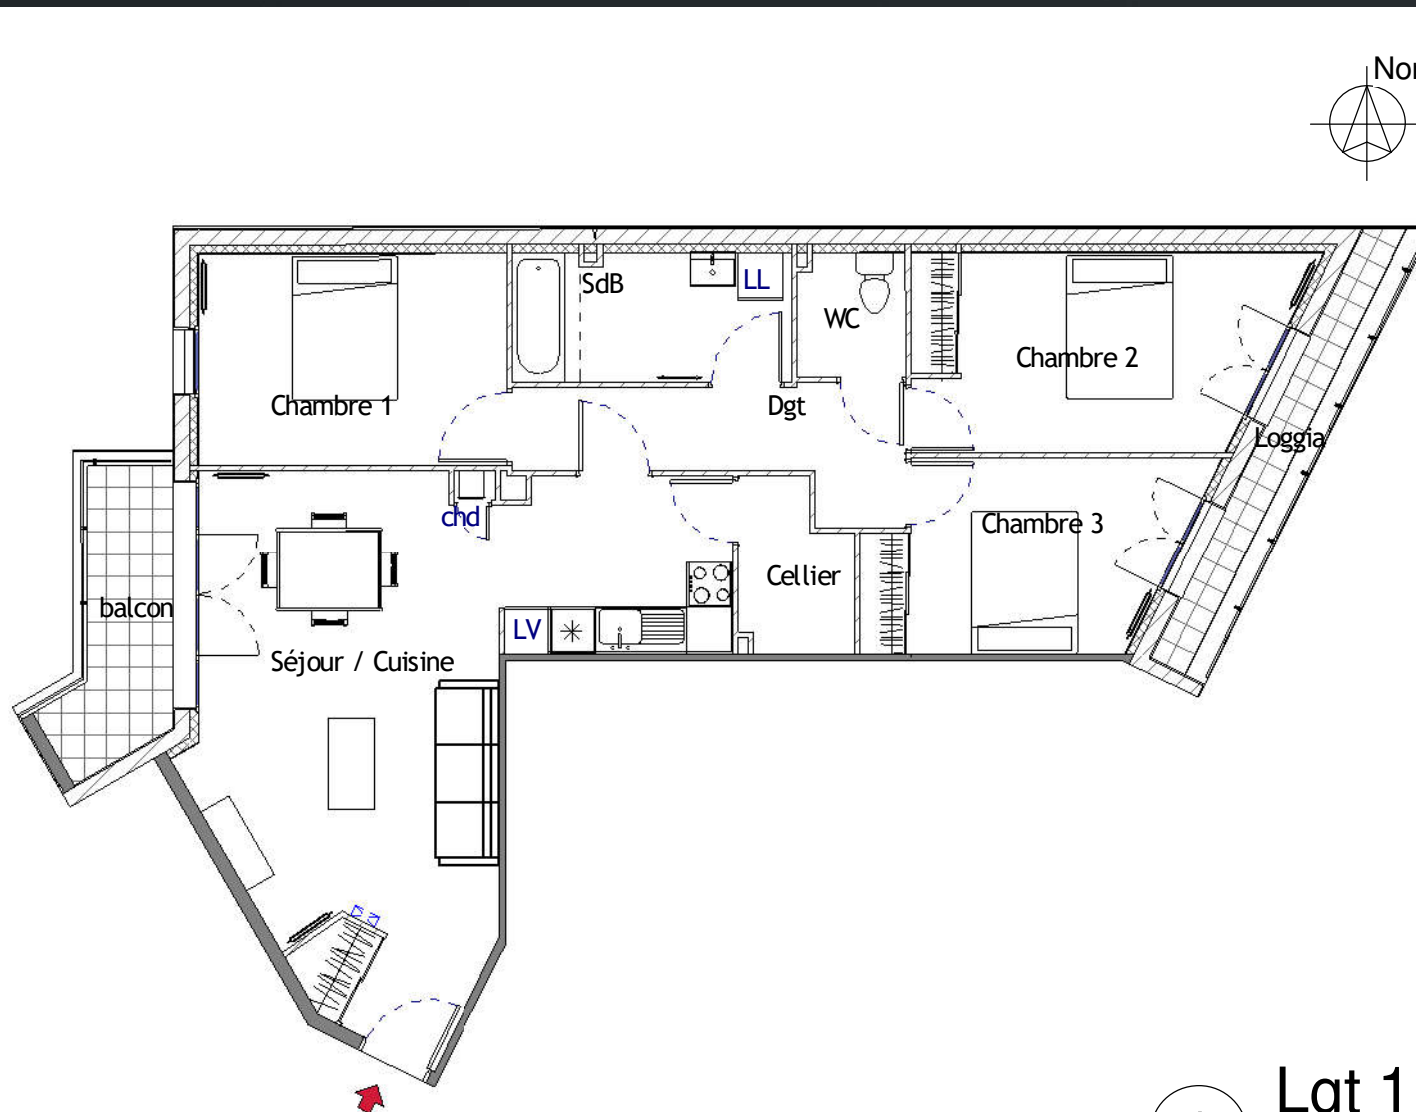 Nor
SdB
LL
WC
Chambre 2
Chambre 1
Dgt
Loggia
chd
Chambre 3
Cellier
balcon
LV
Séjour / Cuisine
Lgt 1